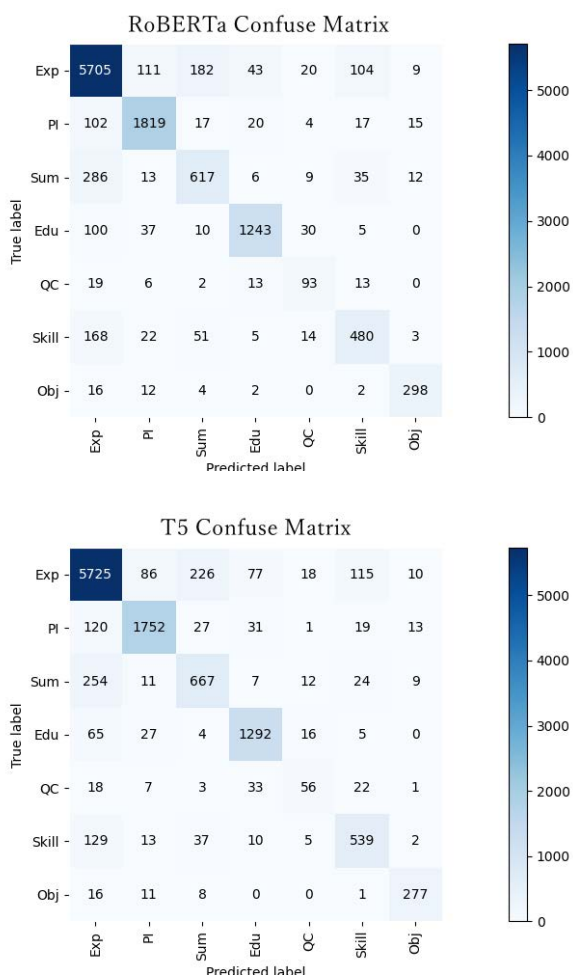 RoBERTa Confuse Matrix
Exp 5705 111 182 43 20 104 9
PI 102 1819 17 20 4 17 15
Sum 286 13 617 6 9 35 12
Edu 100 37 10 1243 30 5 0
QC 19 6 2 13 93 13 0
Skill 168 22 51 5 14 480 3
Obj 16 12 4 2 0 2 298
True label
Exp PI Sum Edu QC Skill Obj
Predicted label
5000
4000
3000
2000
1000
0
T5 Confuse Matrix
Exp 5725 86 226 77 18 115 10
PI 120 1752 27 31 1 19 13
Sum 254 11 667 7 12 24 9
Edu 65 27 4 1292 16 5 0
QC 18 7 3 33 56 22 1
Skill 129 13 37 10 5 539 2
Obj 16 11 8 0 0 1 277
True label
Exp PI Sum Edu QC Skill Obj
Predicted label
5000
4000
3000
2000
1000
0